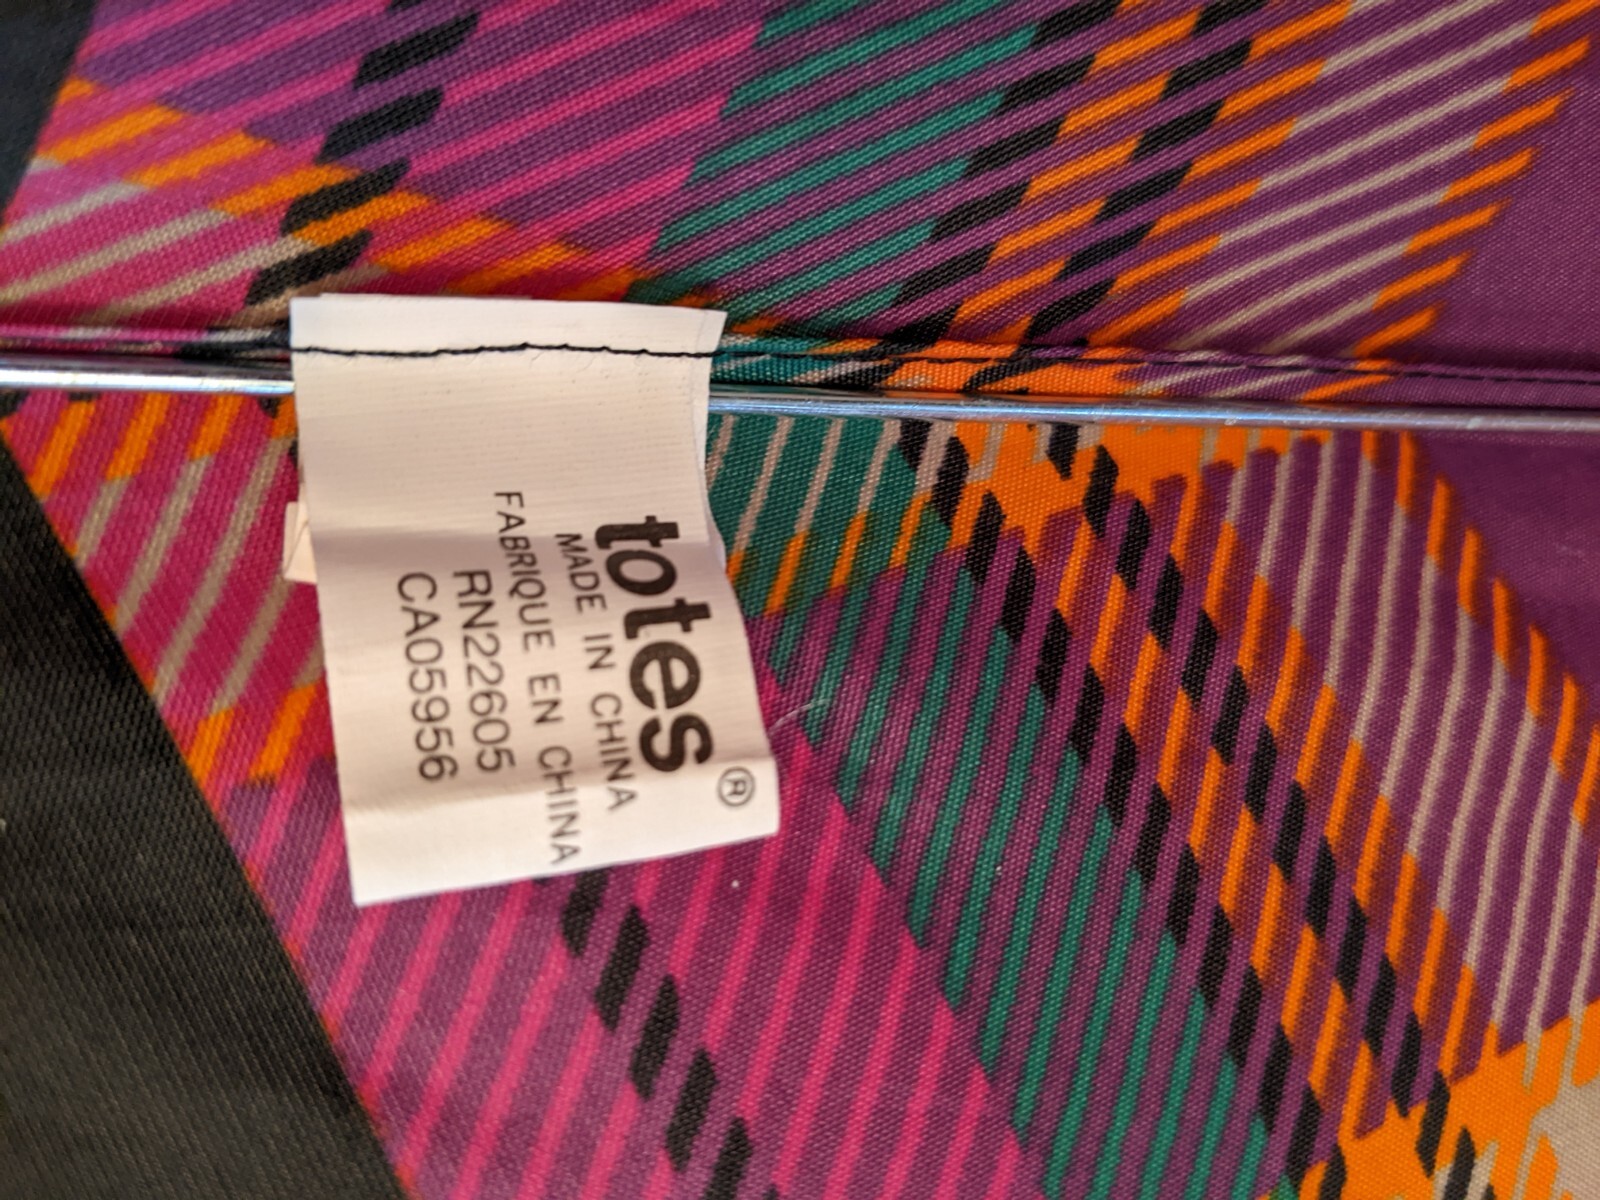 totes®
MADE IN CHINA
FABRIQUE EN CHINA
RN22605
CA05956